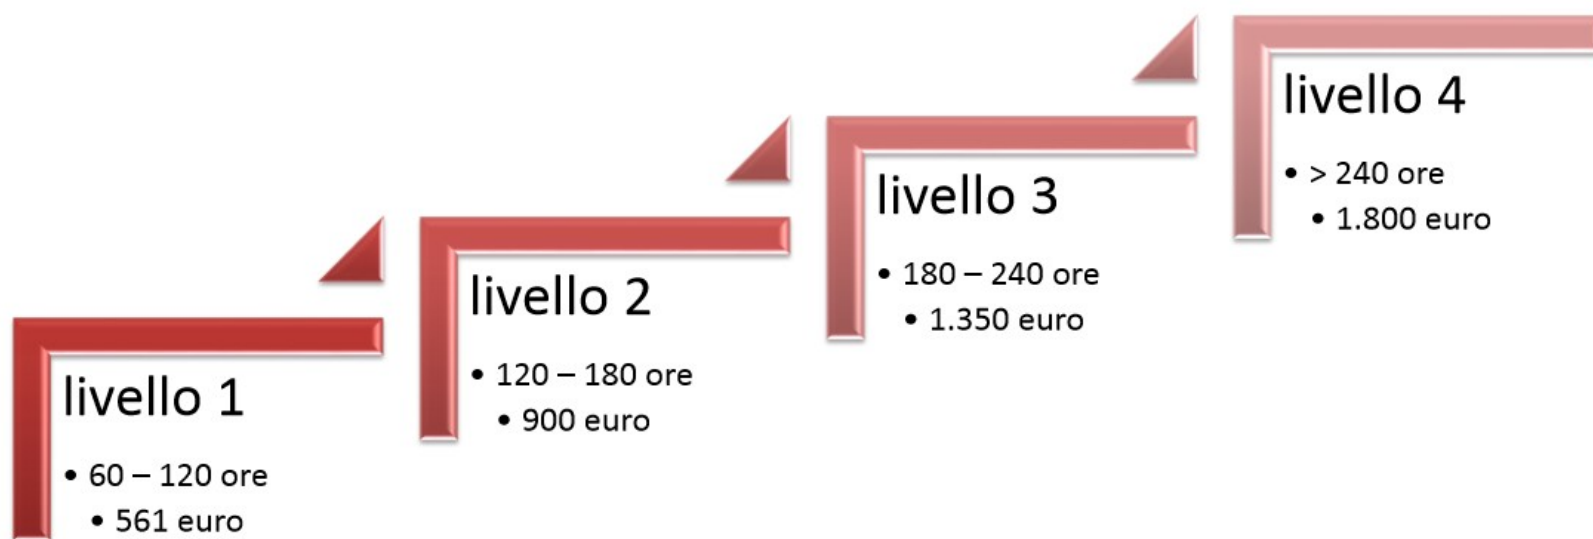 livello 1
• 60 – 120 ore
• 561 euro
livello 2
• 120 – 180 ore
• 900 euro
livello 3
• 180 – 240 ore
• 1.350 euro
livello 4
• > 240 ore
• 1.800 euro